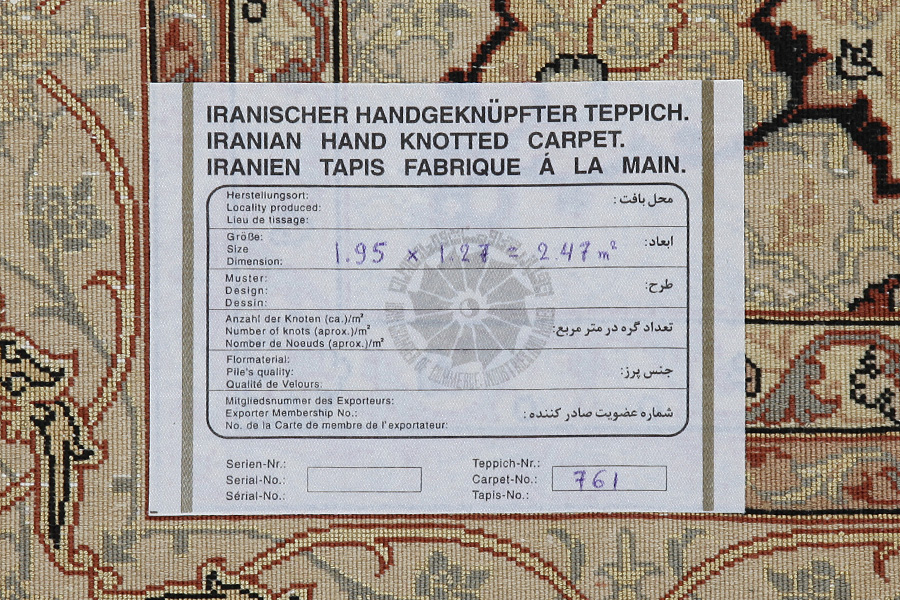 IRANISCHER HANDGEKNÜPFTER TEPPICH.
IRANIAN HAND KNOTTED CARPET.
IRANIEN TAPIS FABRIQUE Á LA MAIN.
Herstellungsort:
Locality produced:
Lieu de tissage:
محل بافت :
Größe:
Size
Dimension:
1.95 × 1.27 = 2.47 m²
ابعاد:
Muster:
Design:
Dessin:
طرح:
Anzahl der Knoten (ca.)/m²
Number of knots (aprox.)/m²
Nomber de Noeuds (aprox.)/m²
تعداد گره در متر مربع:
Flormaterial:
Pile's quality:
Qualité de Velours:
جنس پرز:
Mitgliedsnummer des Exporteurs:
Exporter Membership No.:
No. de la Carte de membre de l'exportateur:
شماره عضویت صادر کننده :
Serien-Nr.:
Serial-No.:
Sérial-No.:
Teppich-Nr.:
Carpet-No.:
Tapis-No.:
761